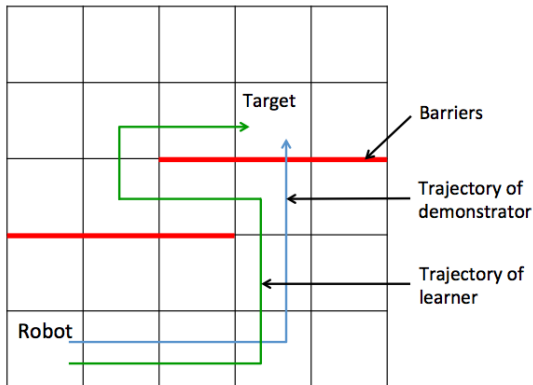 Target
Barriers
Trajectory of
demonstrator
Trajectory of
learner
Robot